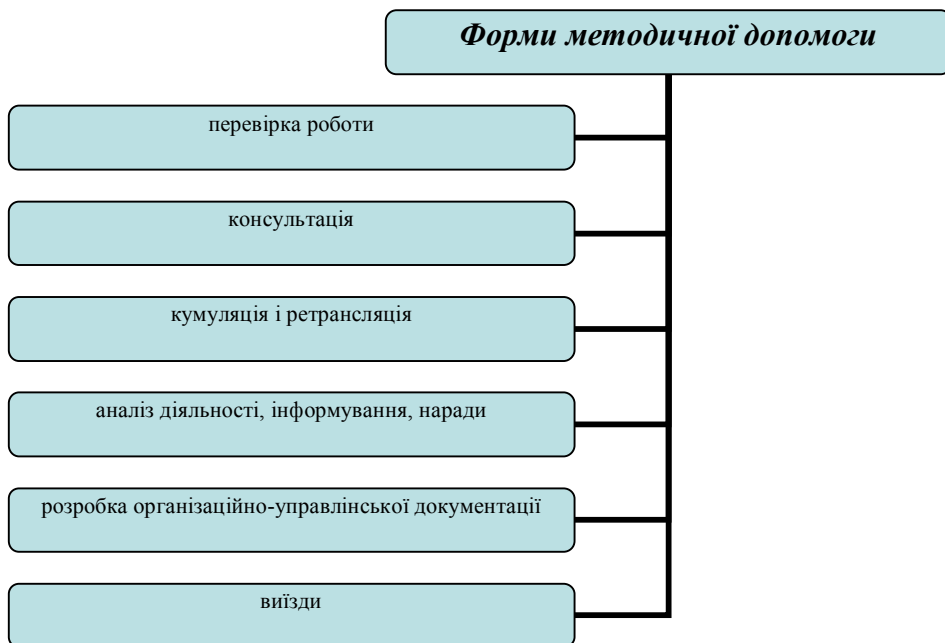 Форми методичної допомоги
перевірка роботи
консультація
кумуляція і ретрансляція
аналіз діяльності, інформування, наради
розробка організаційно-управлінської документації
виїзди